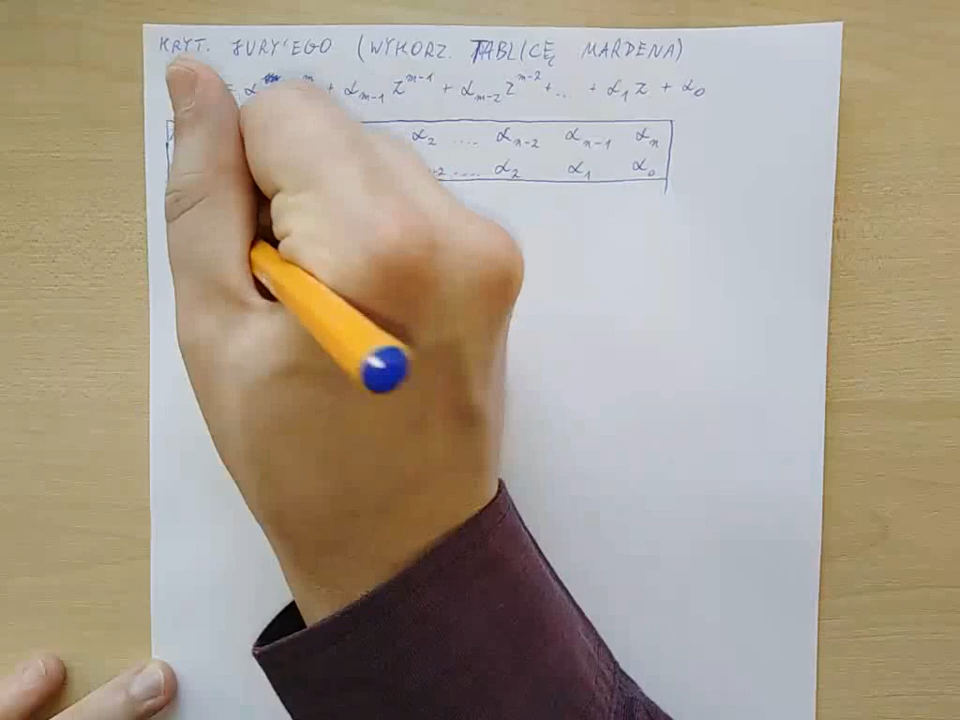 KRYT. JURY'EGO (WYKORZ. TABLICĘ MARDENA)
= α + α_{m-1} z^{m-1} + α_{m-2} z^{m-2} + ... + α_1 z + α_0
α_2 .... α_{n-2} α_{n-1} α_n
.... α_2 α_1 α_0